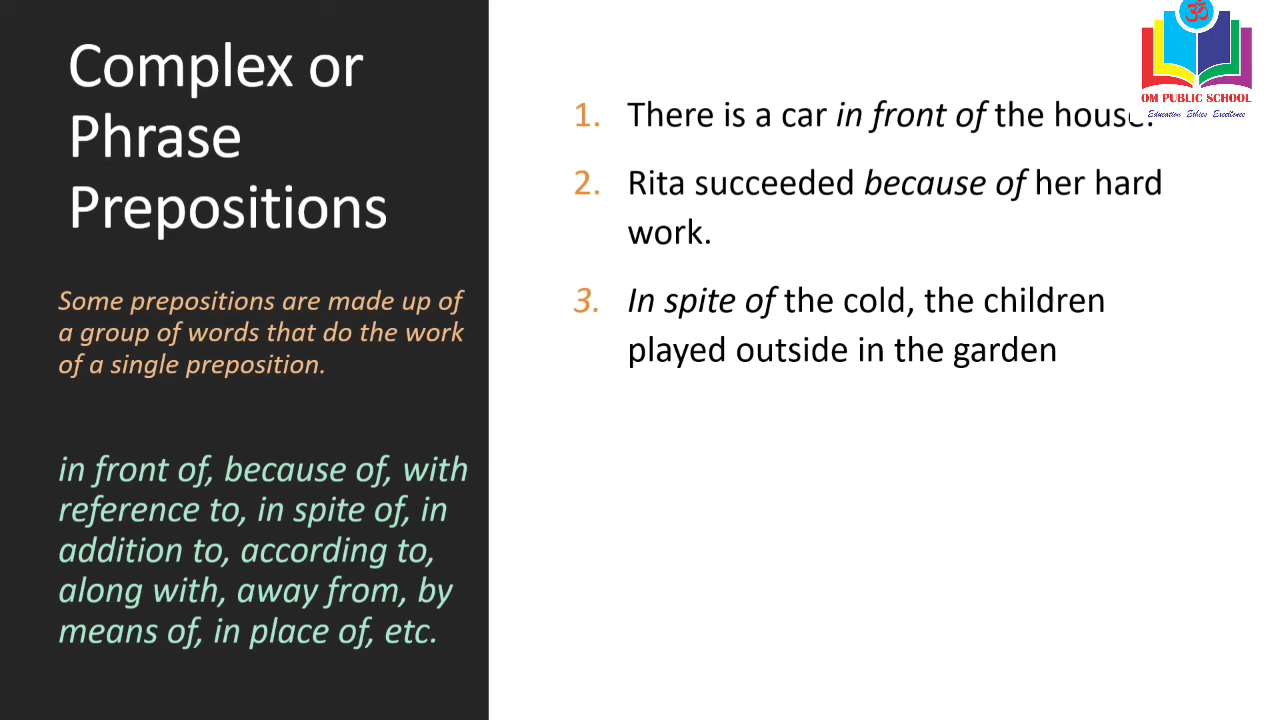 Complex or
Phrase
Prepositions
Some prepositions are made up of
a group of words that do the work
of a single preposition.
in front of, because of, with
reference to, in spite of, in
addition to, according to,
along with, away from, by
means of, in place of, etc.
1. There is a car in front of the house.
2. Rita succeeded because of her hard
work.
3. In spite of the cold, the children
played outside in the garden
ॐ
OM PUBLIC SCHOOL
Education Ethics Excellence